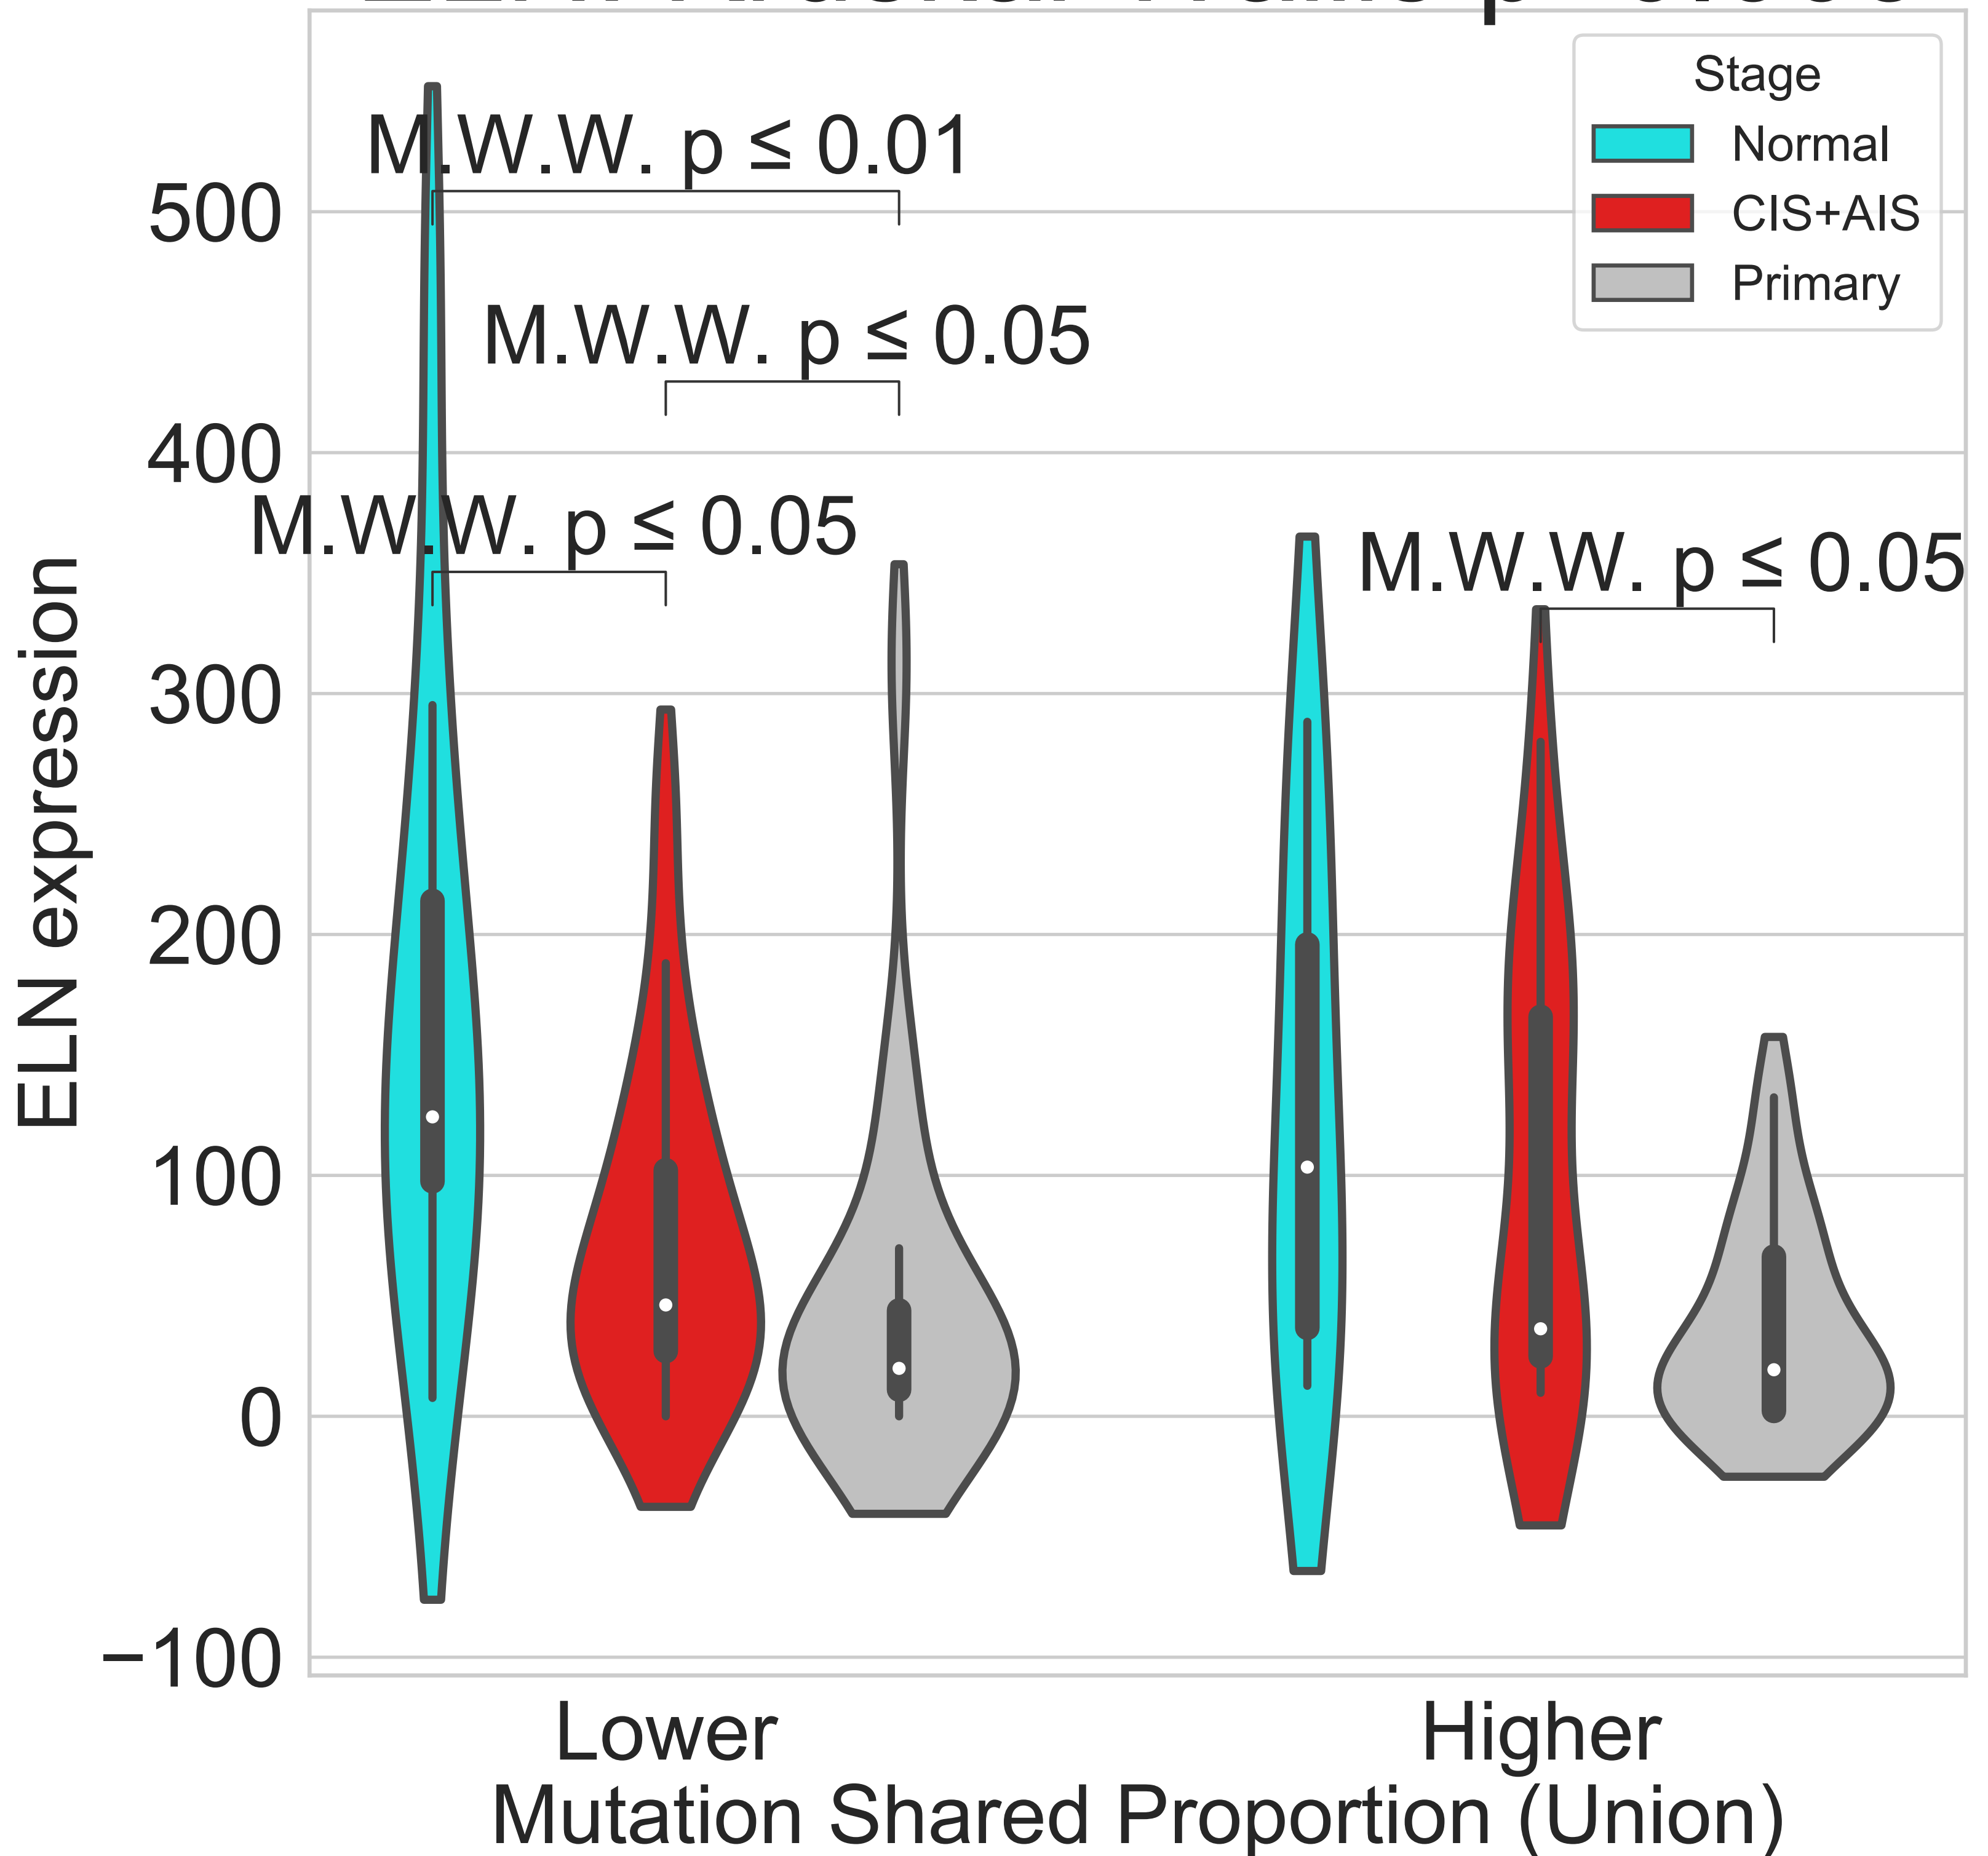 Stage
Normal
CIS+AIS
Primary
M.W.W. p ≤ 0.01
M.W.W. p ≤ 0.05
M.W.W. p ≤ 0.05
M.W.W. p ≤ 0.05
500
400
300
200
100
0
−100
ELN expression
Lower
Higher
Mutation Shared Proportion (Union)